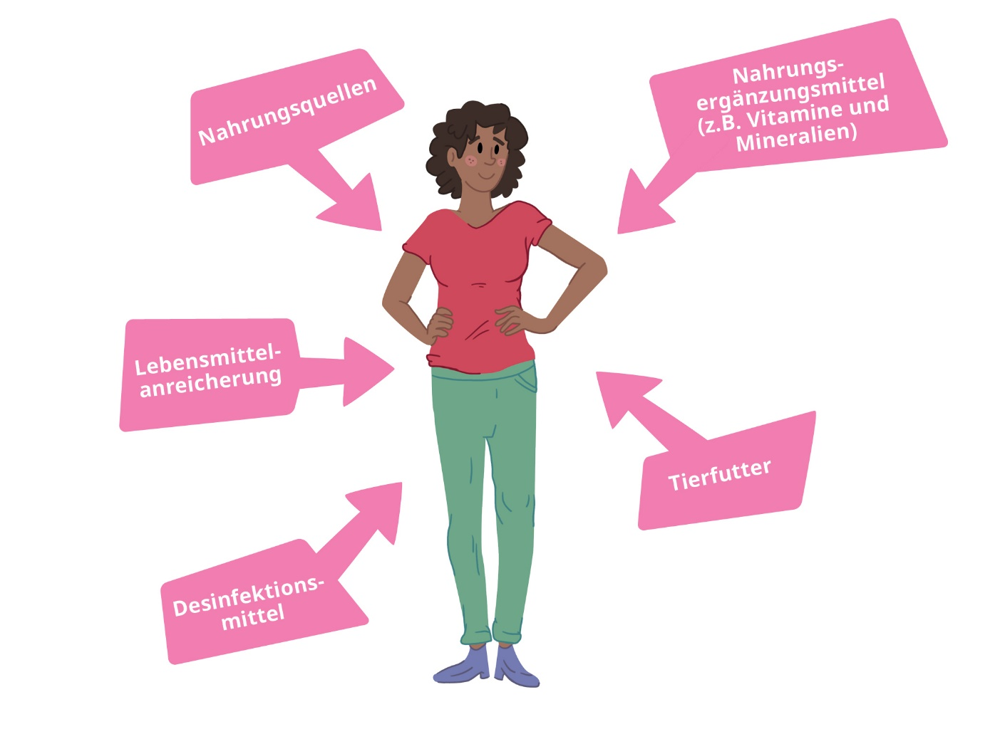 Nahrungsquellen
Nahrungs-
ergänzungsmittel
(z.B. Vitamine und
Mineralien)
Lebensmittel-
anreicherung
Tierfutter
Desinfektions-
mittel